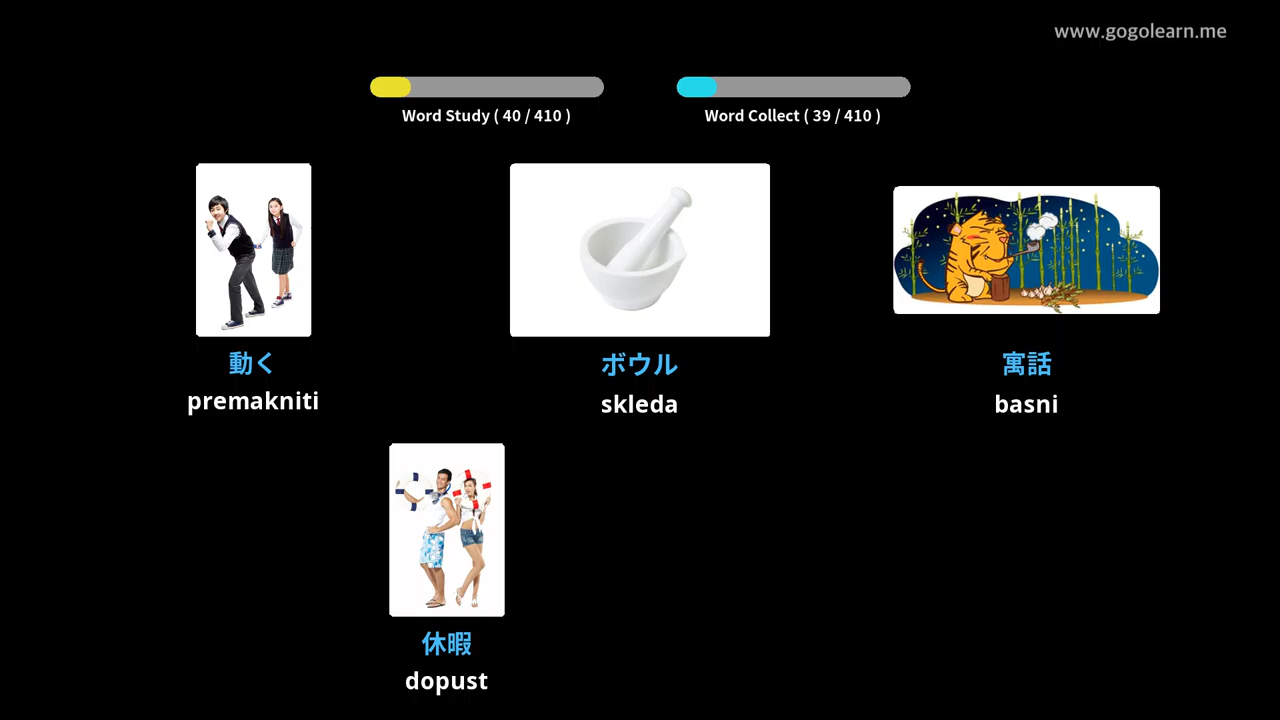 www.gogolearn.me
Word Study ( 40 / 410 )
Word Collect ( 39 / 410 )
動く
premakniti
ボウル
skleda
寓話
basni
休暇
dopust